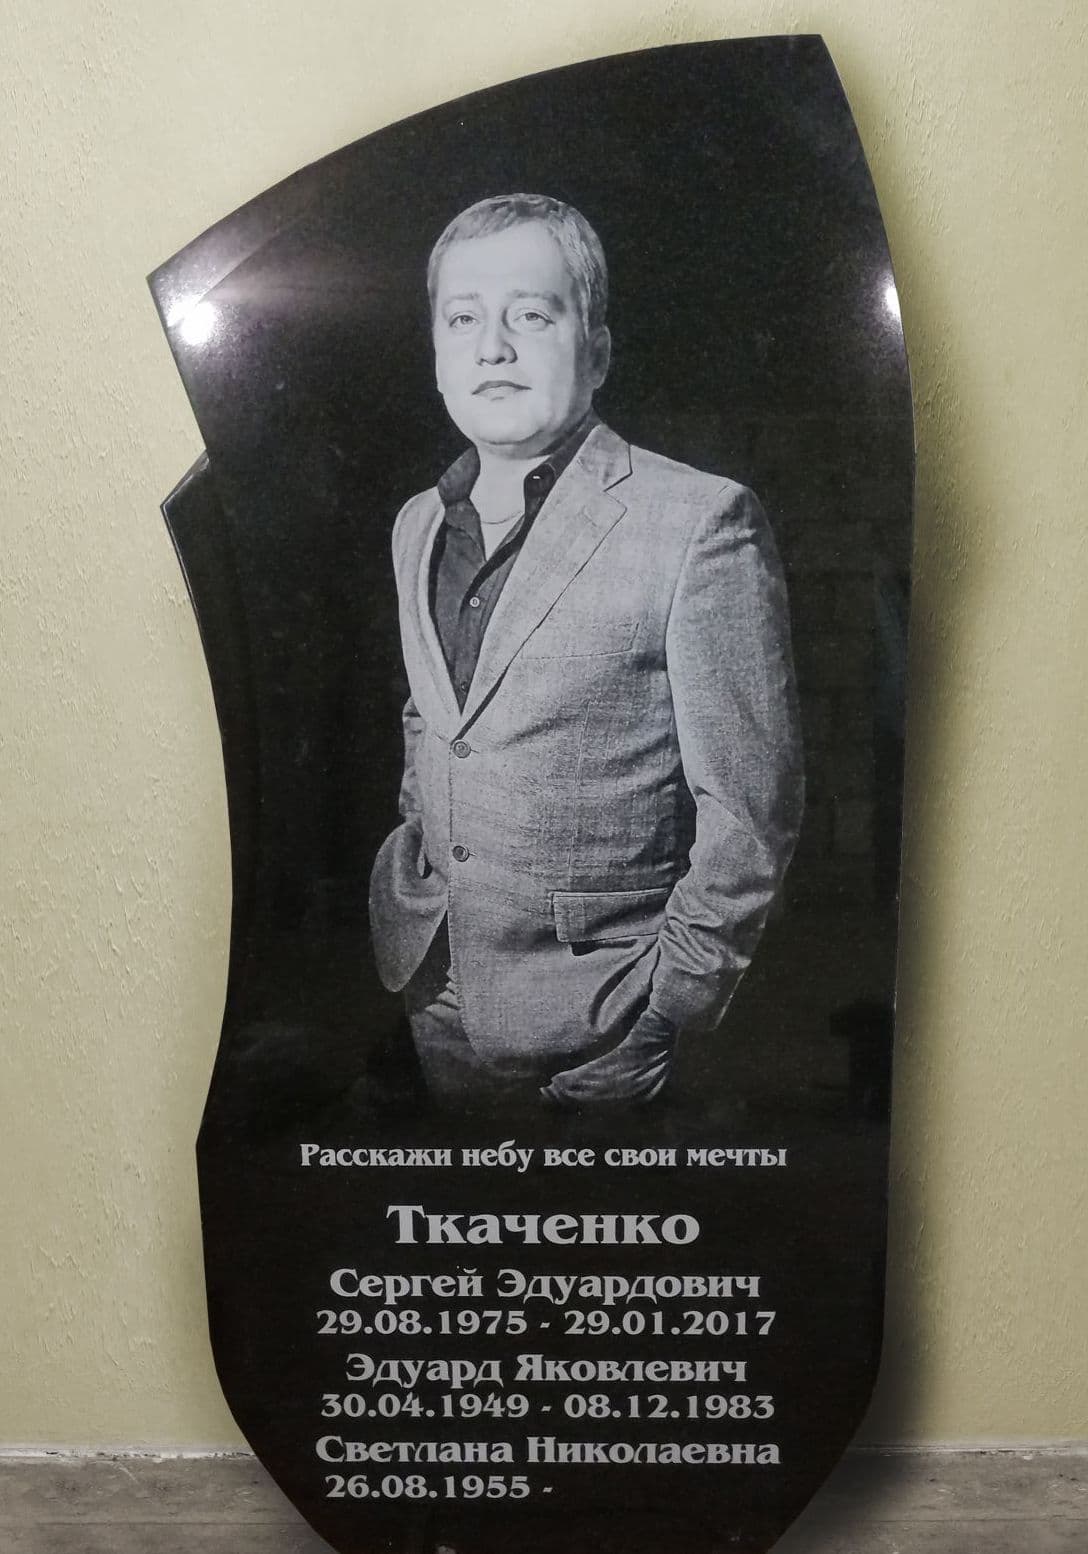 Расскажи небу все свои мечты
Ткаченко
Сергей Эдуардович
29.08.1975 - 29.01.2017
Эдуард Яковлевич
30.04.1949 - 08.12.1983
Светлана Николаевна
26.08.1955 -